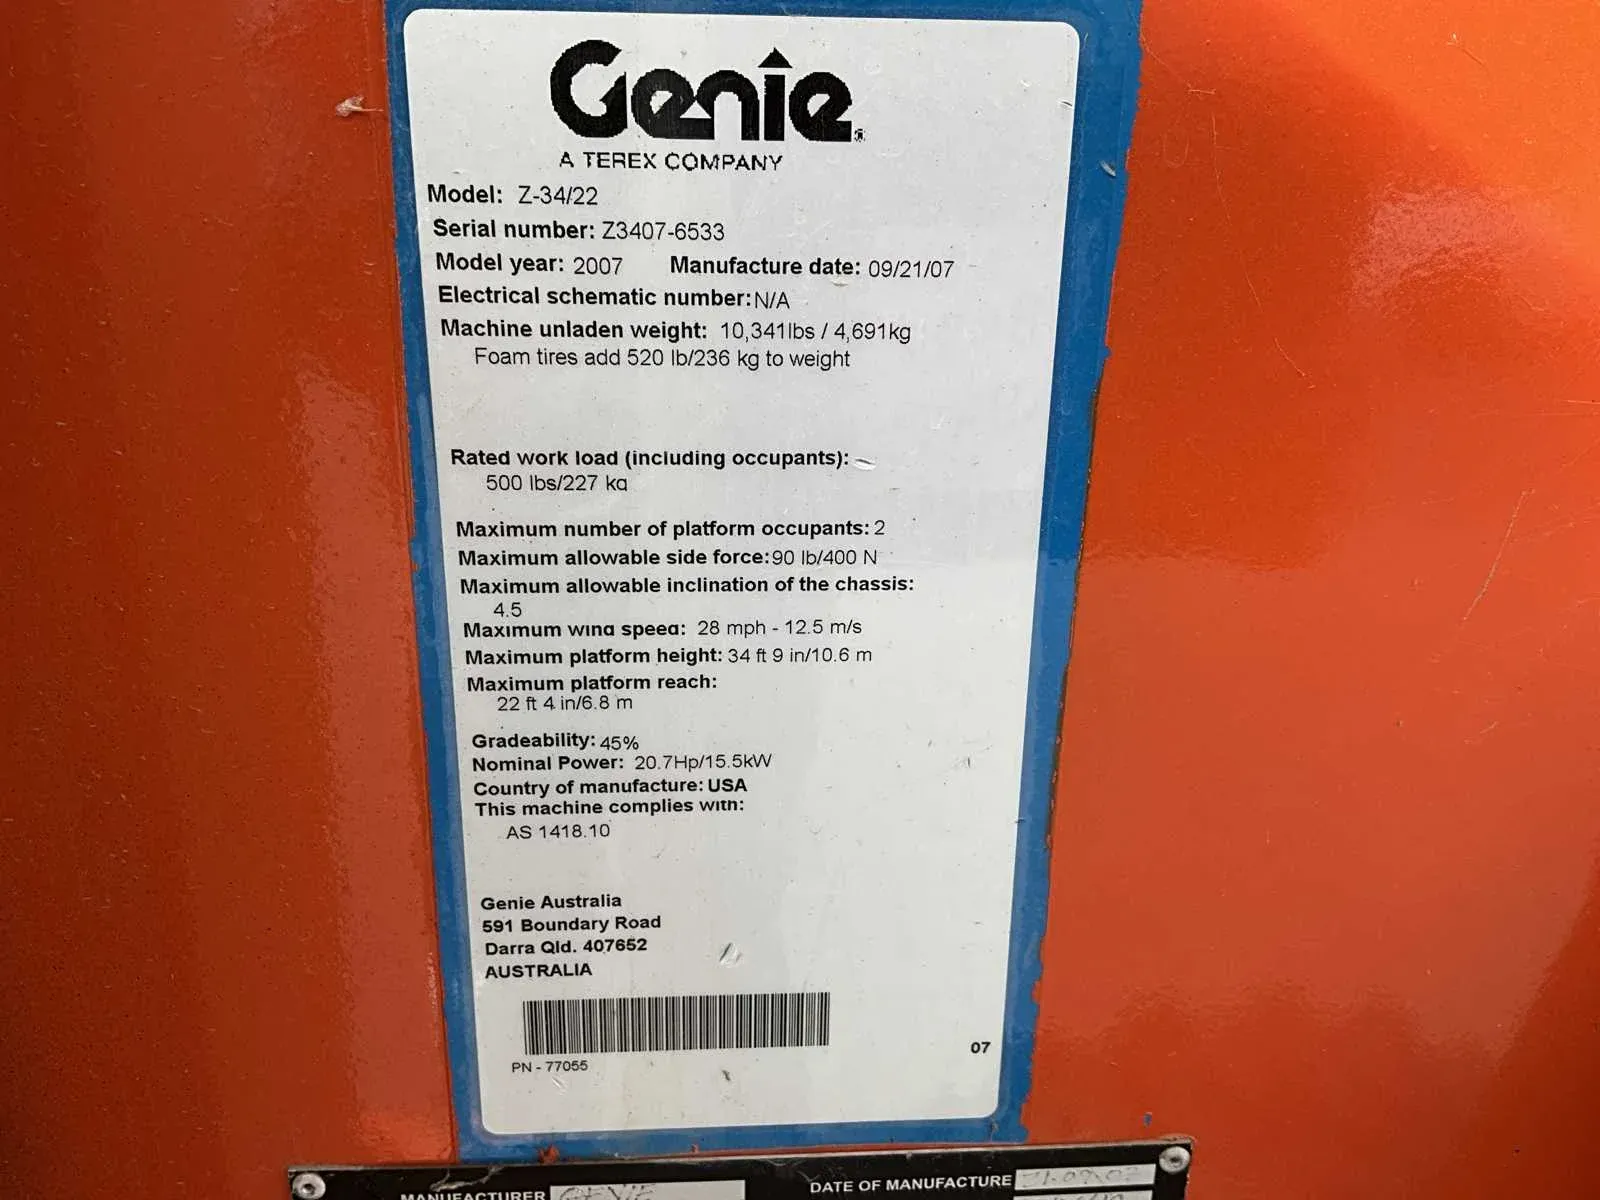 Genie
A TEREX COMPANY
Model: Z-34/22
Serial number: Z3407-6533
Model year: 2007 Manufacture date: 09/21/07
Electrical schematic number: N/A
Machine unladen weight: 10,341lbs / 4,691kg
Foam tires add 520 lb/236 kg to weight
Rated work load (including occupants):
500 lbs/227 kg
Maximum number of platform occupants: 2
Maximum allowable side force: 90 lb/400 N
Maximum allowable inclination of the chassis:
4.5
Maximum wind speed: 28 mph - 12.5 m/s
Maximum platform height: 34 ft 9 in/10.6 m
Maximum platform reach:
22 ft 4 in/6.8 m
Gradeability: 45%
Nominal Power: 20.7Hp/15.5kW
Country of manufacture: USA
This machine complies with:
AS 1418.10
Genie Australia
591 Boundary Road
Darra Qld. 407652
AUSTRALIA
PN - 77055
07
MANUFACTURER GENIE
DATE OF MANUFACTURE